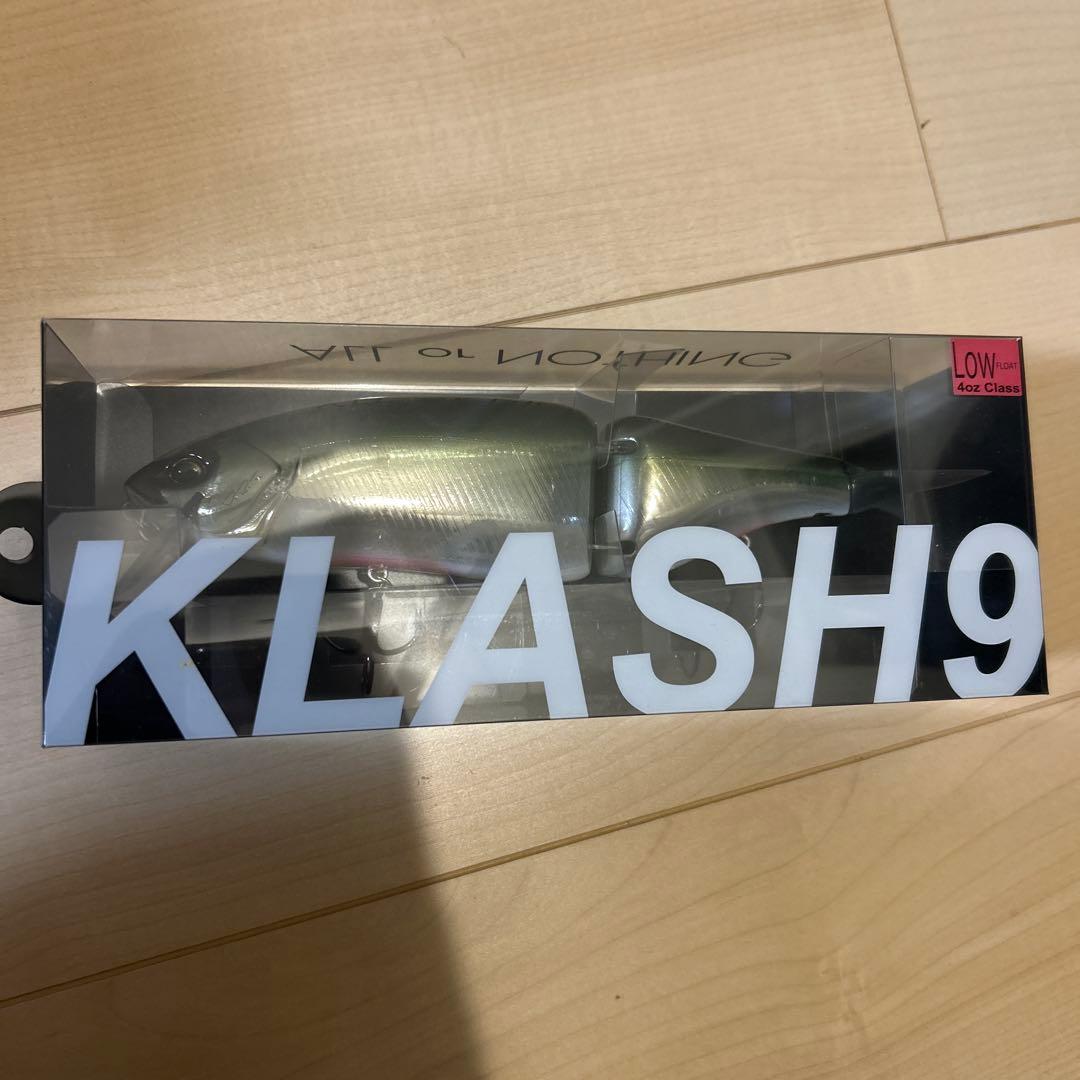 ALL or NOtHING
LOW FLOAT
4oz Class
KLASH9